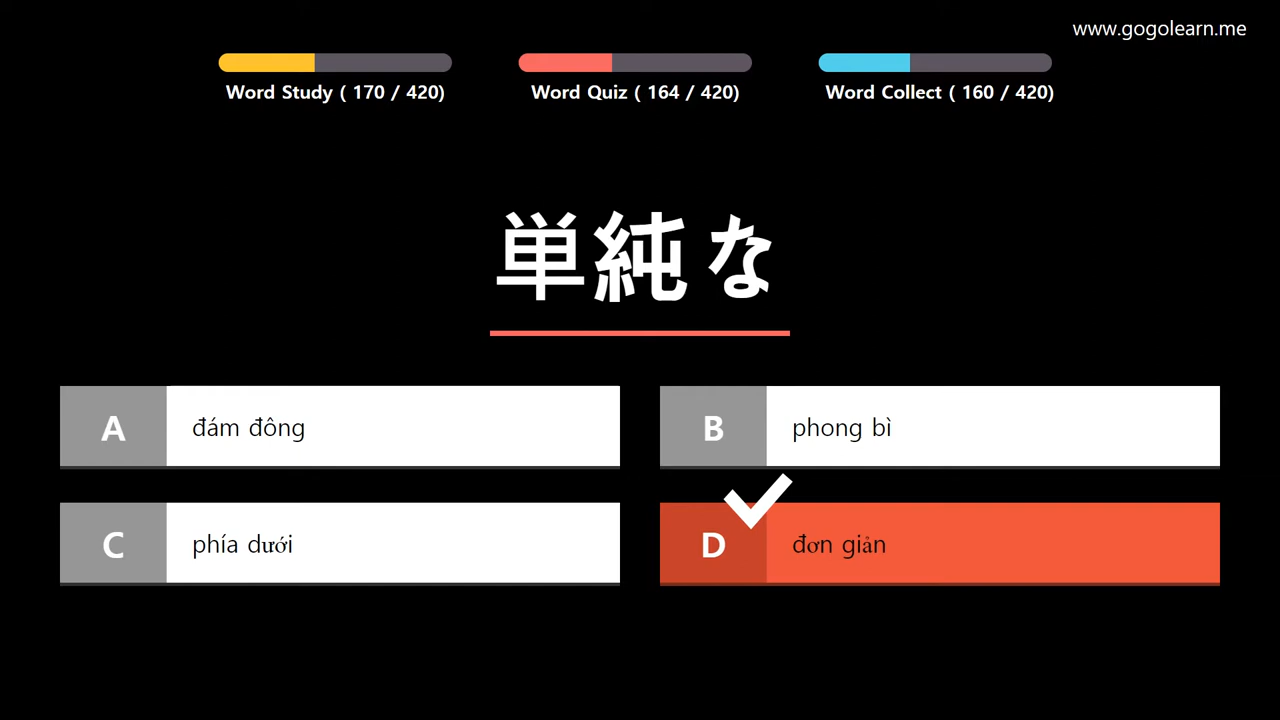 www.gogolearn.me
Word Study ( 170 / 420)
Word Quiz ( 164 / 420)
Word Collect ( 160 / 420)
単純な
A đám đông
B phong bì
C phía dưới
D đơn giản